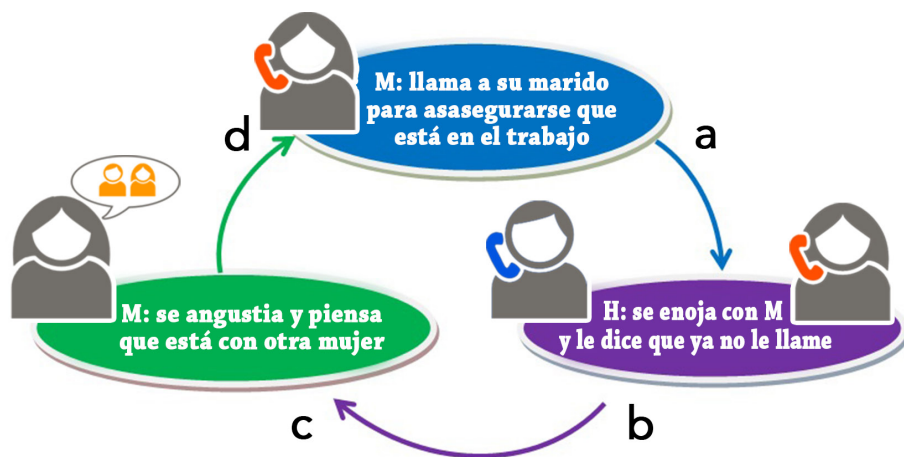 M: llama a su marido
para asasegurarse que
está en el trabajo
d
a
M: se angustia y piensa
que está con otra mujer
H: se enoja con M
y le dice que ya no le llame
c
b